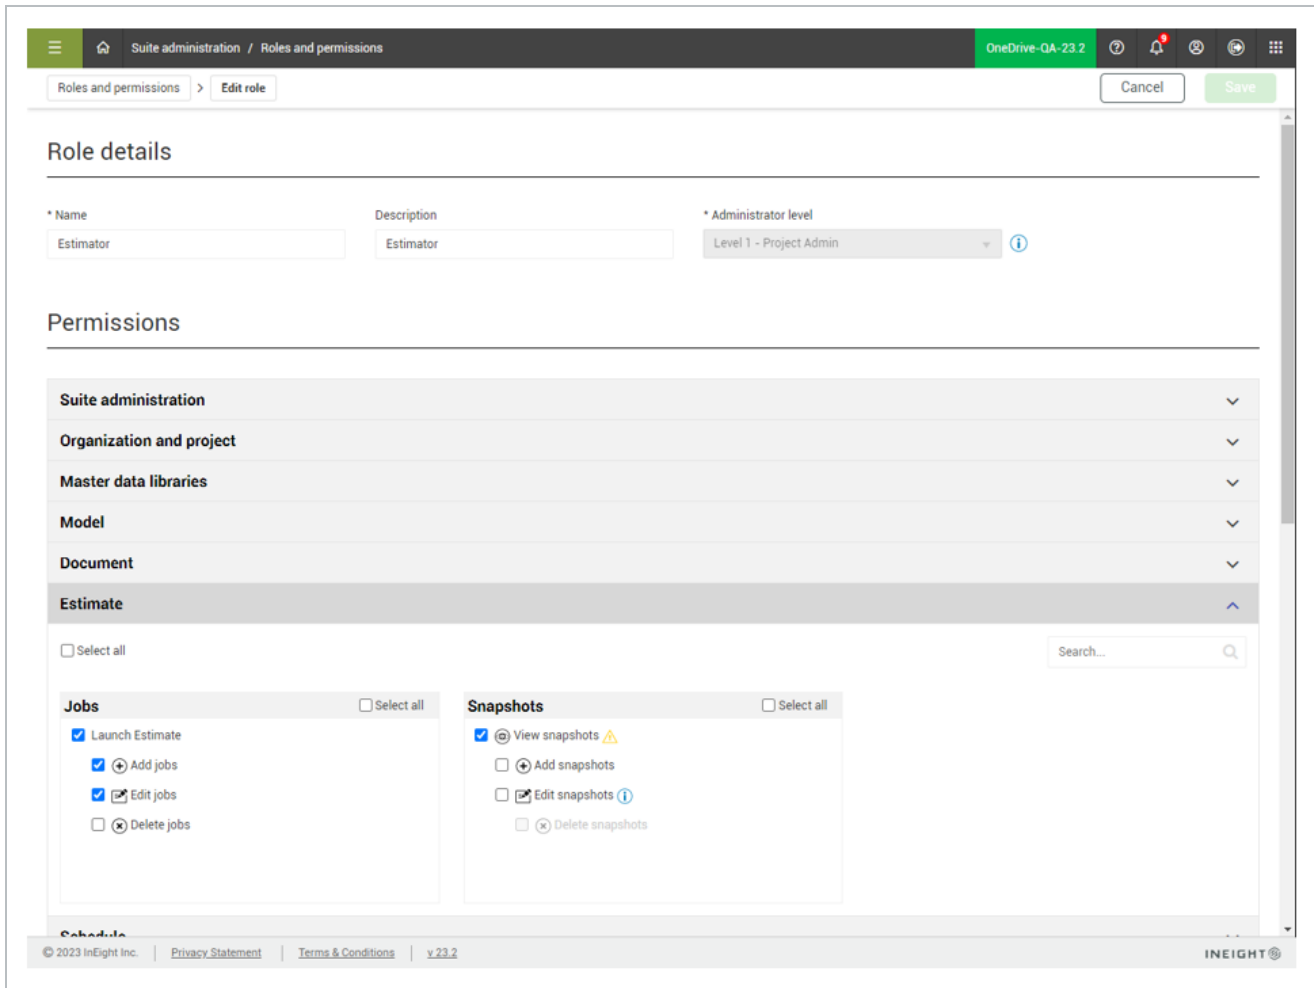 Suite administration / Roles and permissions
OneDrive-QA-23.2
9
Roles and permissions > Edit role
Cancel
Save
Role details
* Name
Description
* Administrator level
Estimator
Estimator
Level 1 - Project Admin
Permissions
Suite administration
Organization and project
Master data libraries
Model
Document
Estimate
Select all
Search...
Jobs
Select all
Launch Estimate
Add jobs
Edit jobs
Delete jobs
Snapshots
Select all
View snapshots
Add snapshots
Edit snapshots
Delete snapshots
Schedule
© 2023 InEight Inc. | Privacy Statement | Terms & Conditions | v 23.2
INEIGHT